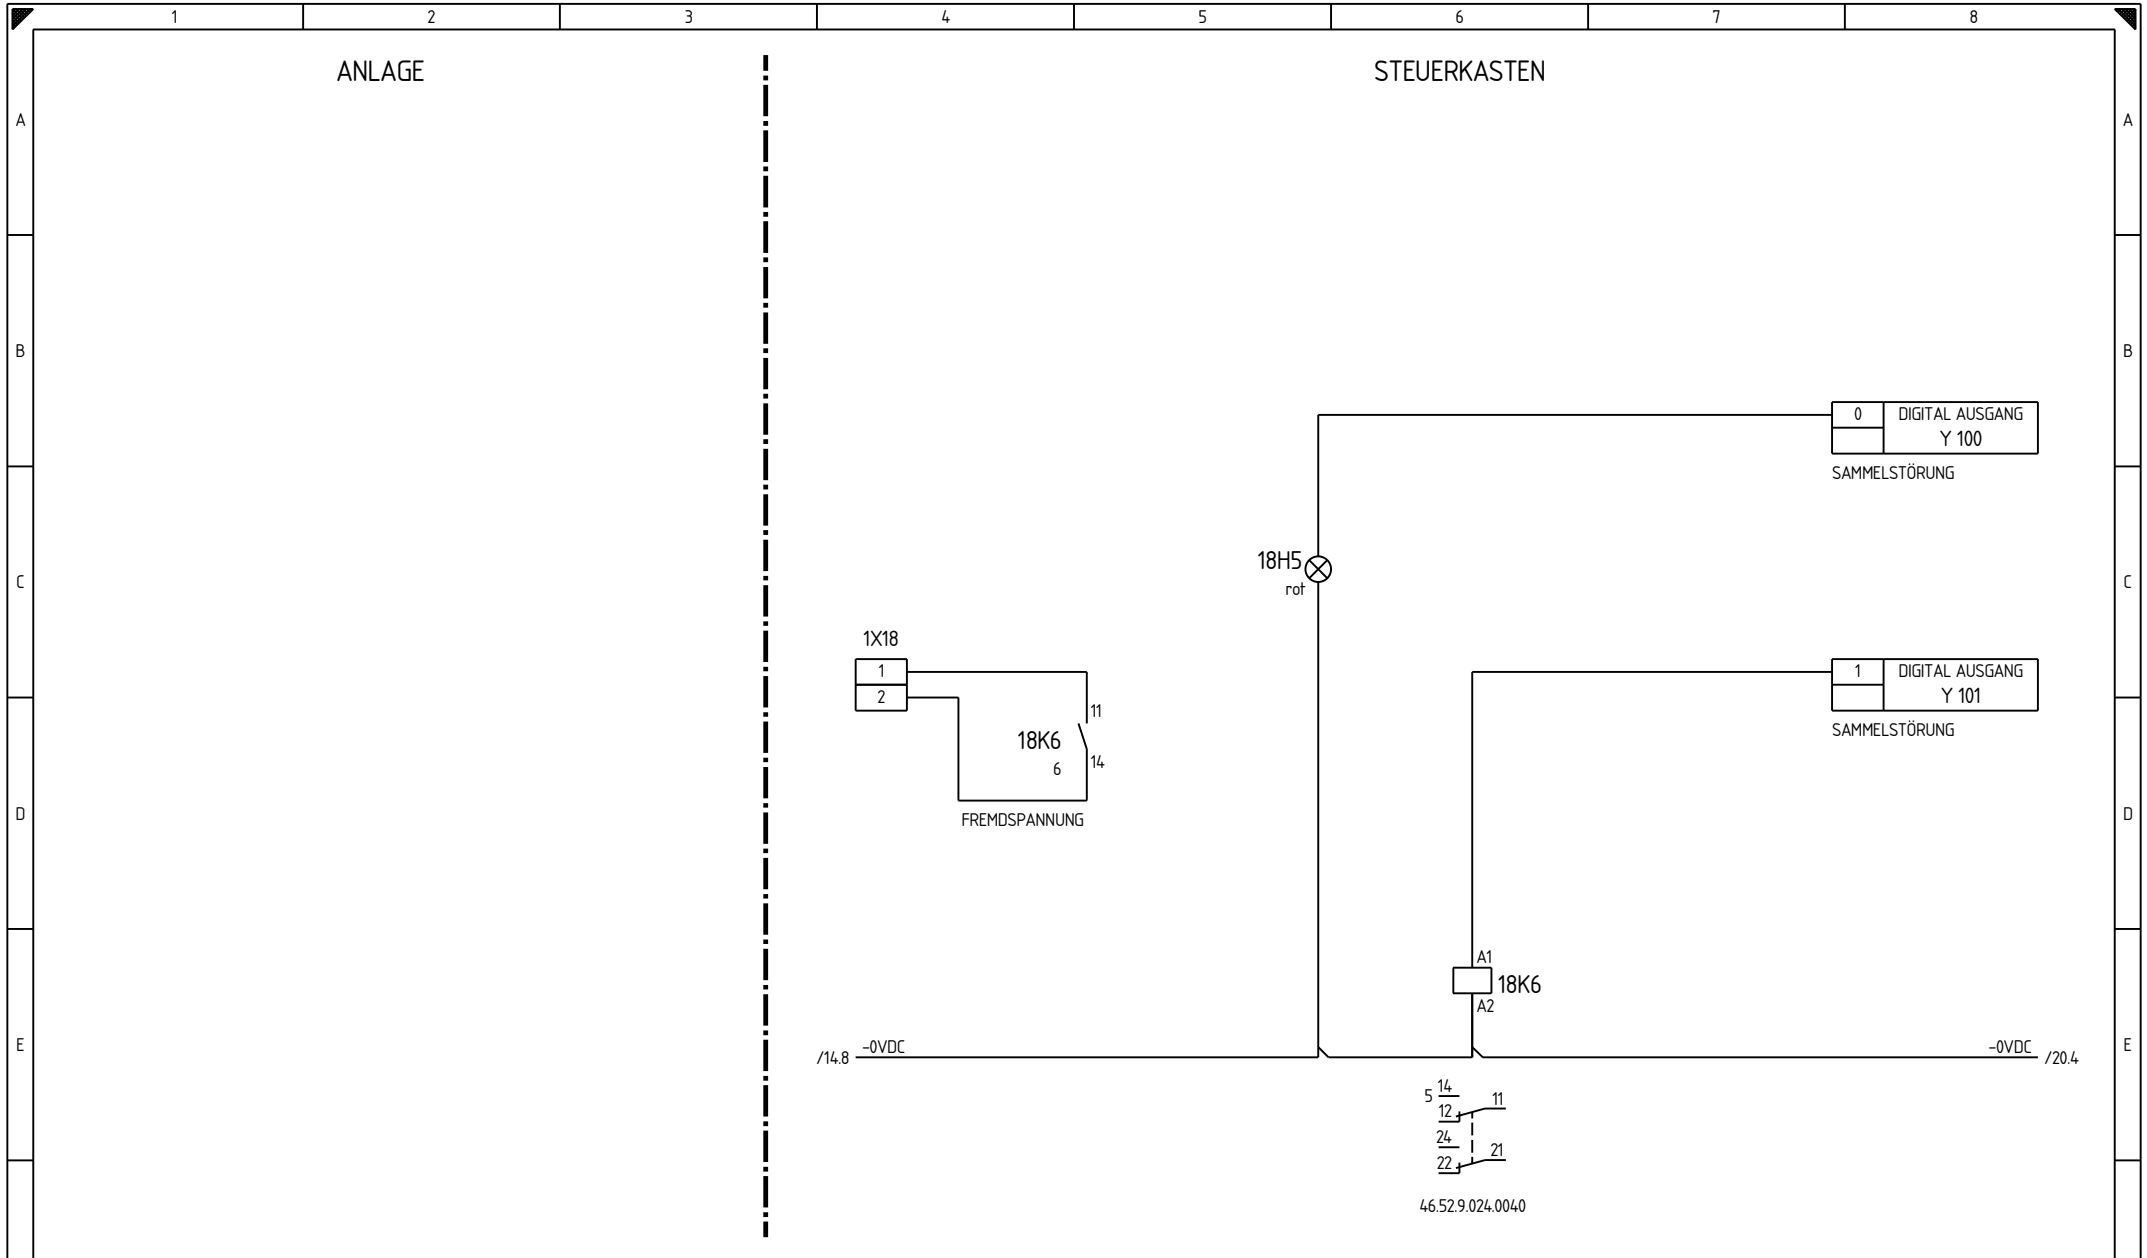 1 2 3 4 5 6 7 8
ANLAGE STEUERKASTEN
A A
B B
0 DIGITAL AUSGANG
Y 100
SAMMELSTÖRUNG
18H5
rot
C C
1X18
1
2
1 DIGITAL AUSGANG
Y 101
SAMMELSTÖRUNG
11
18K6
14
6
FREMDSPANNUNG
D D
A1
18K6
A2
E E
/14.8 -0VDC -0VDC /20.4
5 14
12 11
24
22 21
46.52.9.024.0040